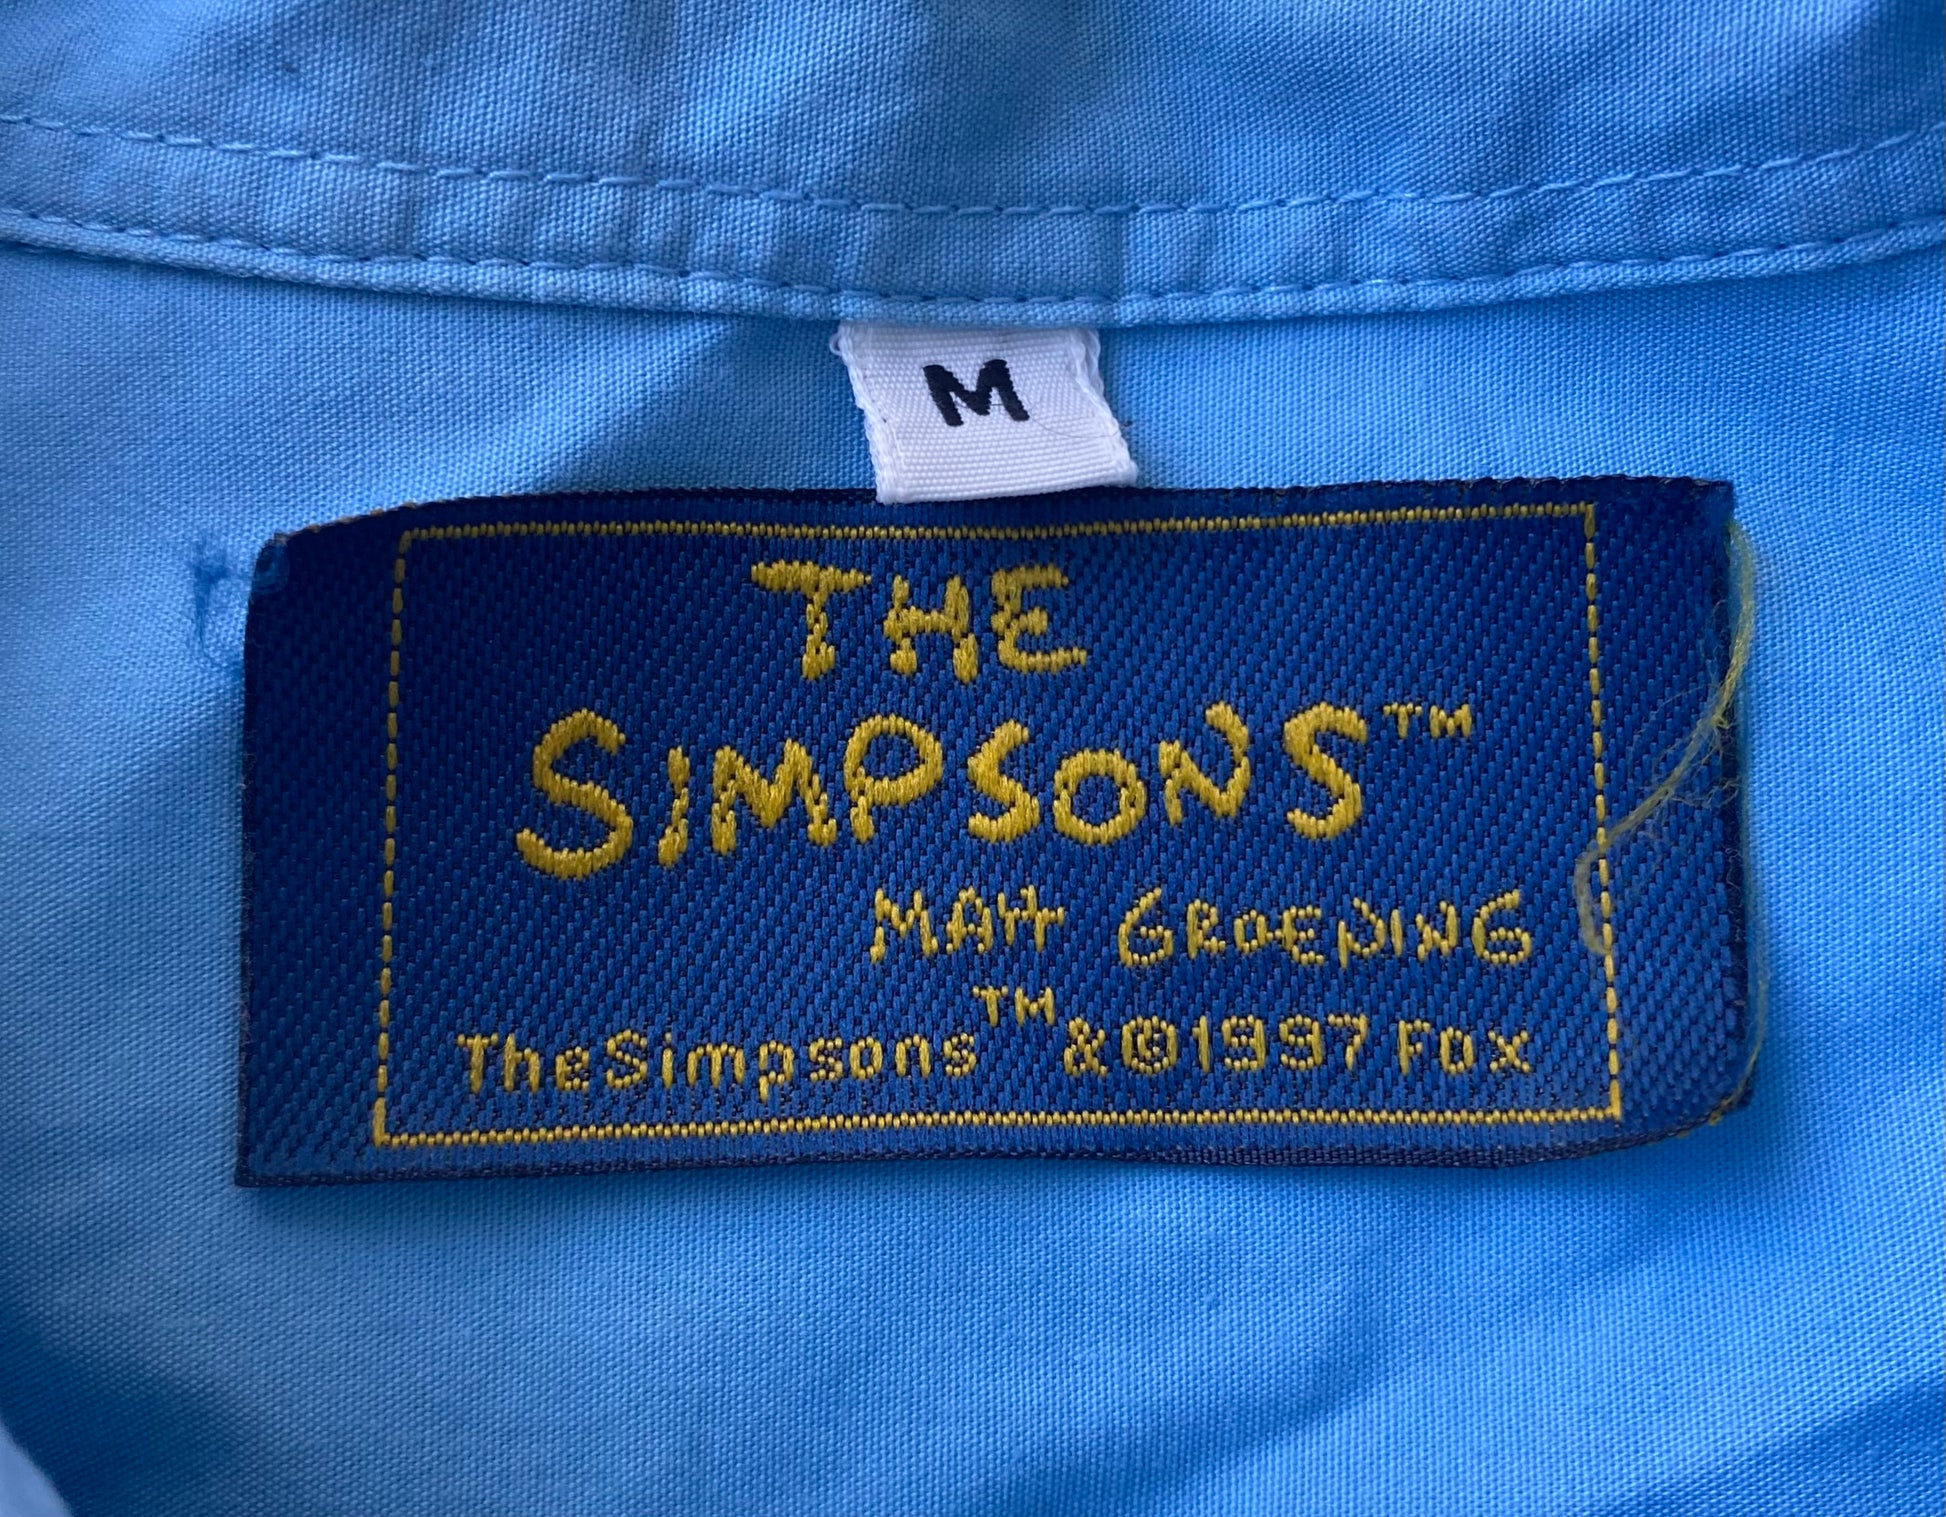 M
THE
SIMPSONS™
MATT GROENING
The Simpsons™ & © 1997 FOX